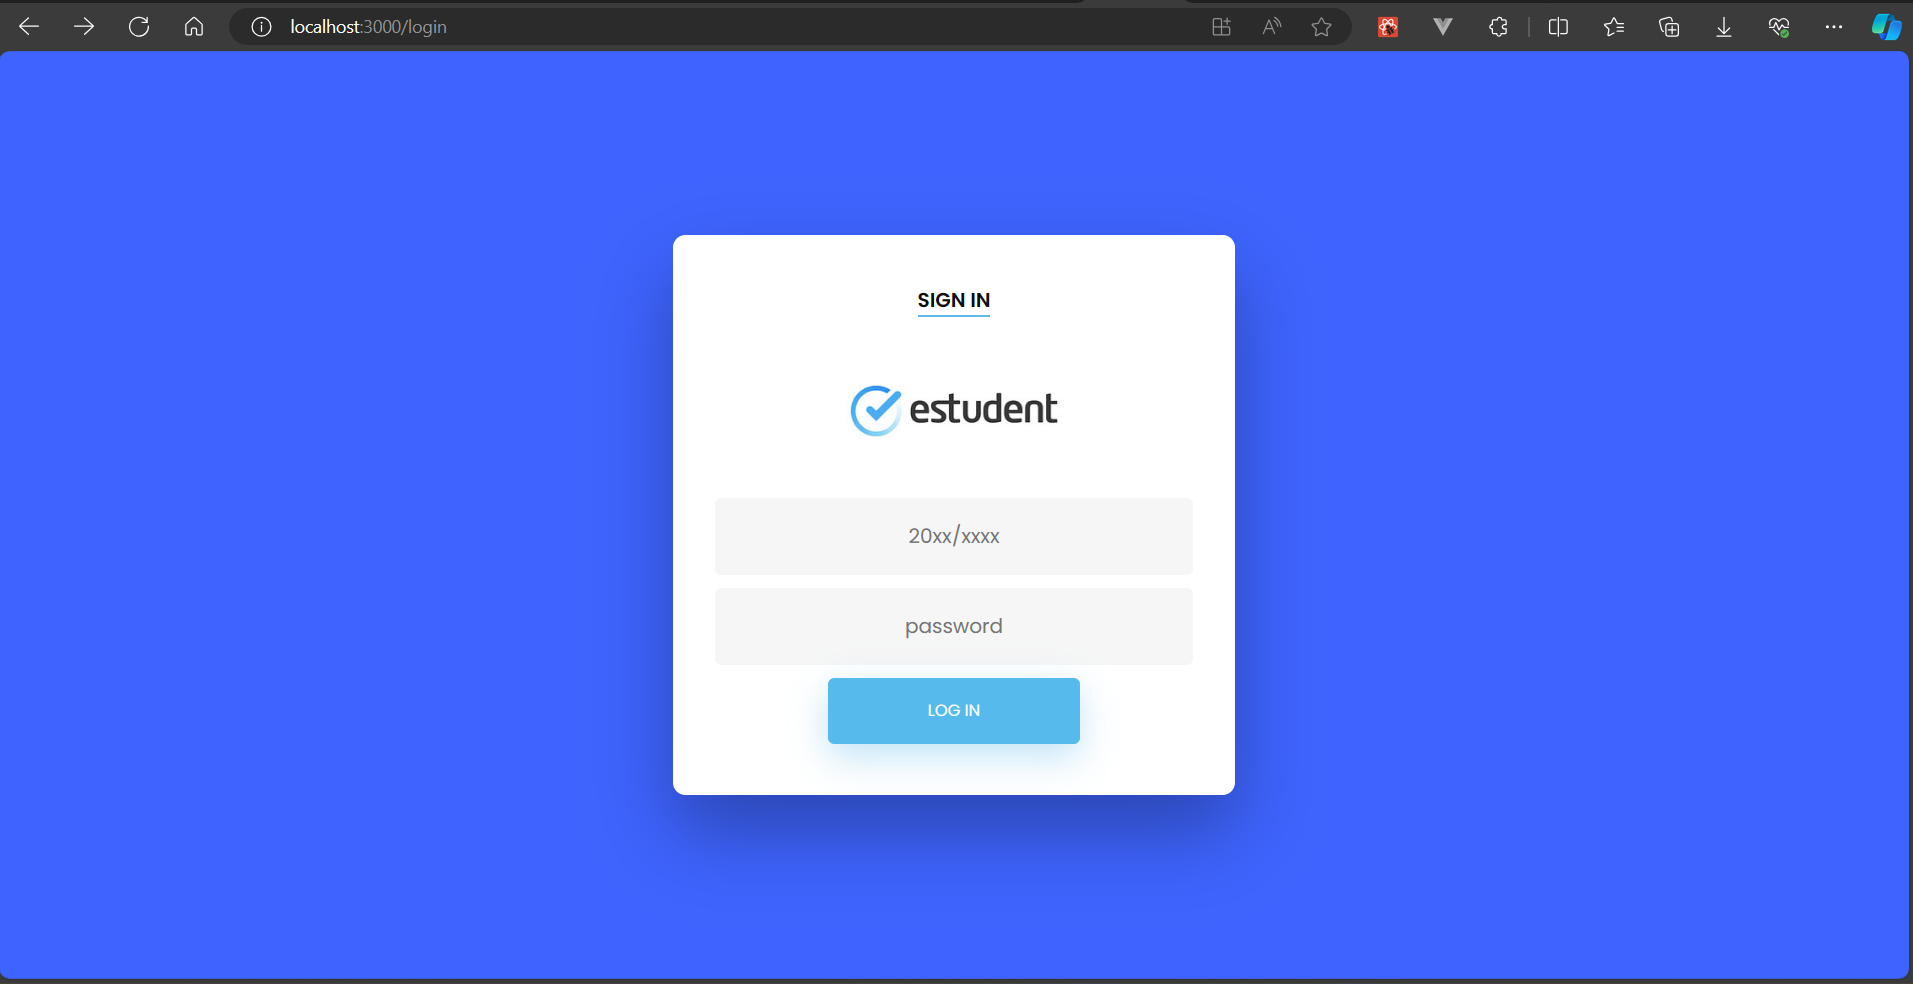 localhost:3000/login
SIGN IN
estudent
20xx/xxxx
password
LOG IN